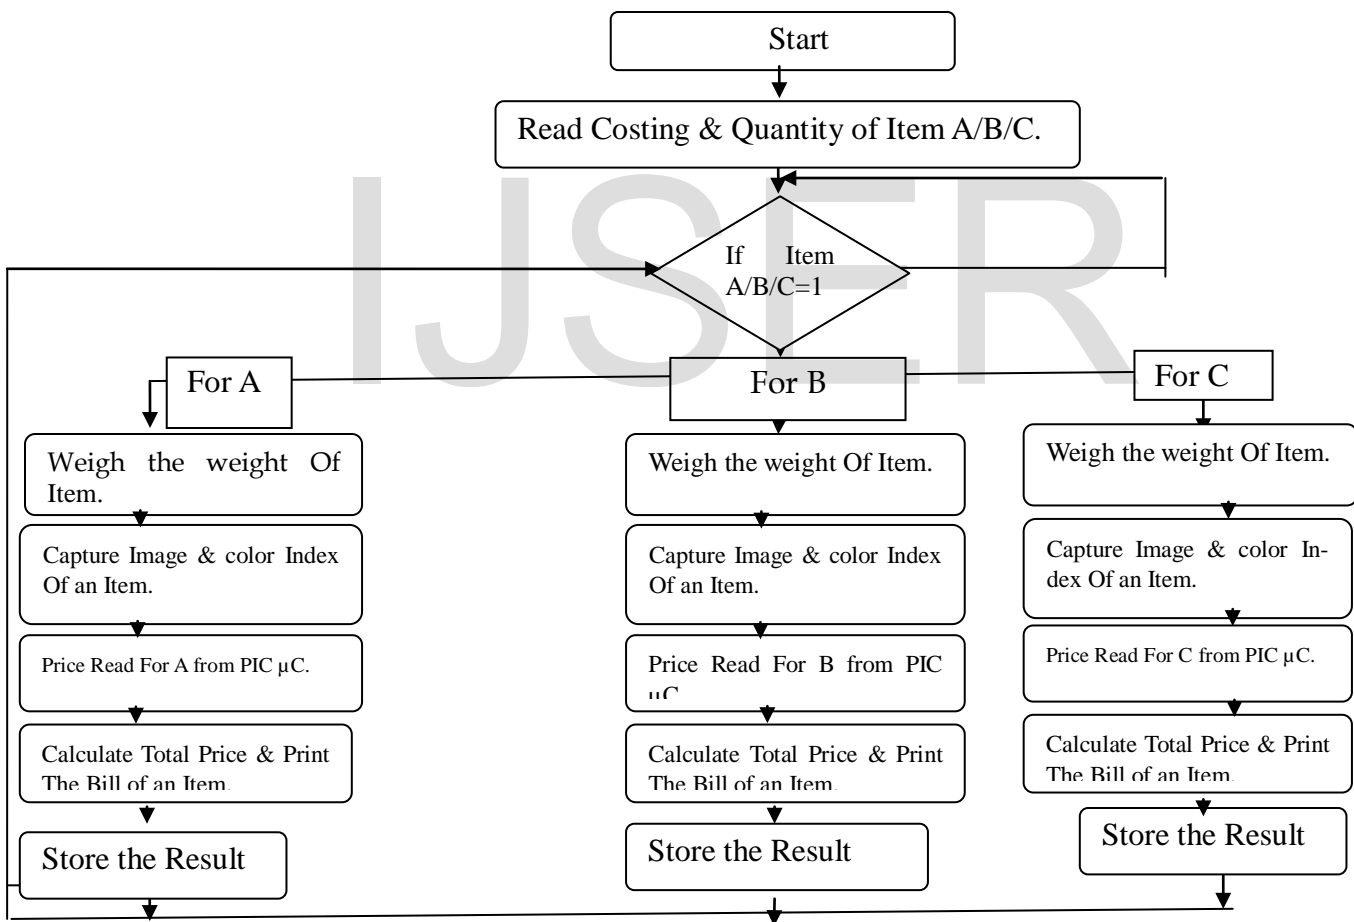 Start
Read Costing & Quantity of Item A/B/C.
IJSER
If Item
A/B/C=1
For A
For B
For C
Weigh the weight Of
Item.
Capture Image & color Index
Of an Item.
Price Read For A from PIC µC.
Calculate Total Price & Print
The Bill of an Item.
Store the Result
Weigh the weight Of Item.
Capture Image & color Index
Of an Item.
Price Read For B from PIC
µC
Calculate Total Price & Print
The Bill of an Item.
Store the Result
Weigh the weight Of Item.
Capture Image & color In-
dex Of an Item.
Price Read For C from PIC µC.
Calculate Total Price & Print
The Bill of an Item.
Store the Result